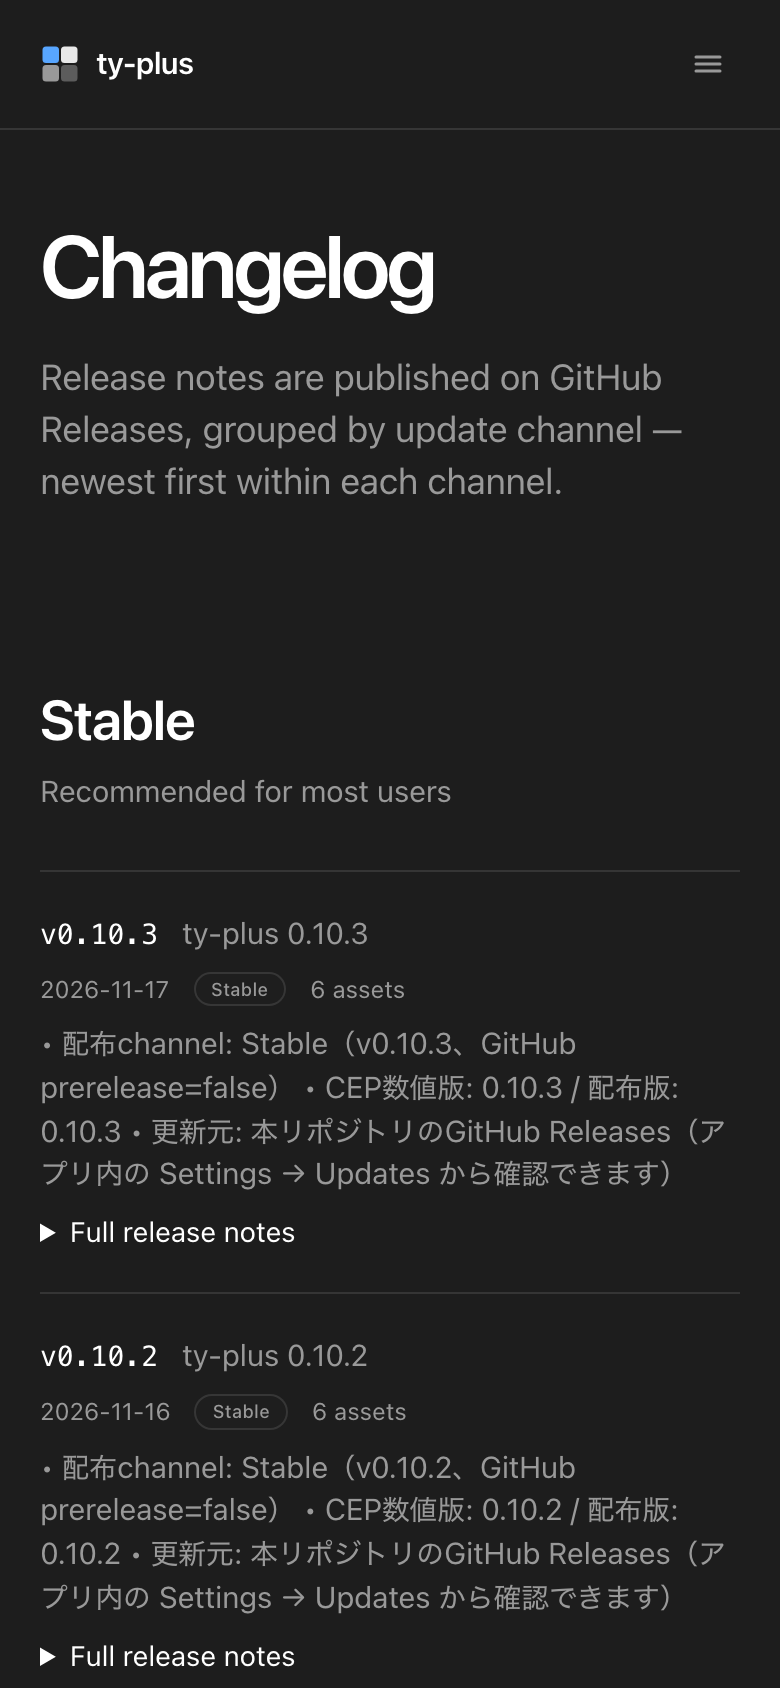 ty-plus
Changelog
Release notes are published on GitHub
Releases, grouped by update channel —
newest first within each channel.
Stable
Recommended for most users
v0.10.3 ty-plus 0.10.3
2026-11-17 Stable 6 assets
• 配布channel: Stable（v0.10.3、GitHub
prerelease=false） • CEP数値版: 0.10.3 / 配布版:
0.10.3 • 更新元: 本リポジトリのGitHub Releases（ア
プリ内の Settings → Updates から確認できます）
▶ Full release notes
v0.10.2 ty-plus 0.10.2
2026-11-16 Stable 6 assets
• 配布channel: Stable（v0.10.2、GitHub
prerelease=false） • CEP数値版: 0.10.2 / 配布版:
0.10.2 • 更新元: 本リポジトリのGitHub Releases（ア
プリ内の Settings → Updates から確認できます）
▶ Full release notes